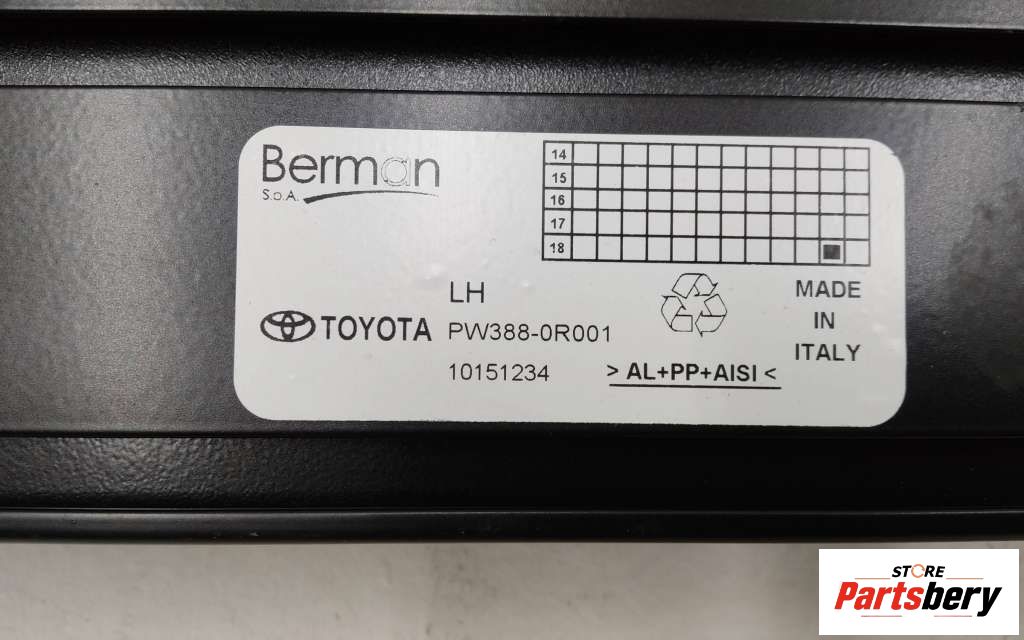 Berman
S.p.A.
14
15
16
17
18
LH
TOYOTA PW388-0R001
10151234
> AL+PP+AISI <
MADE
IN
ITALY
STORE
Partsbery